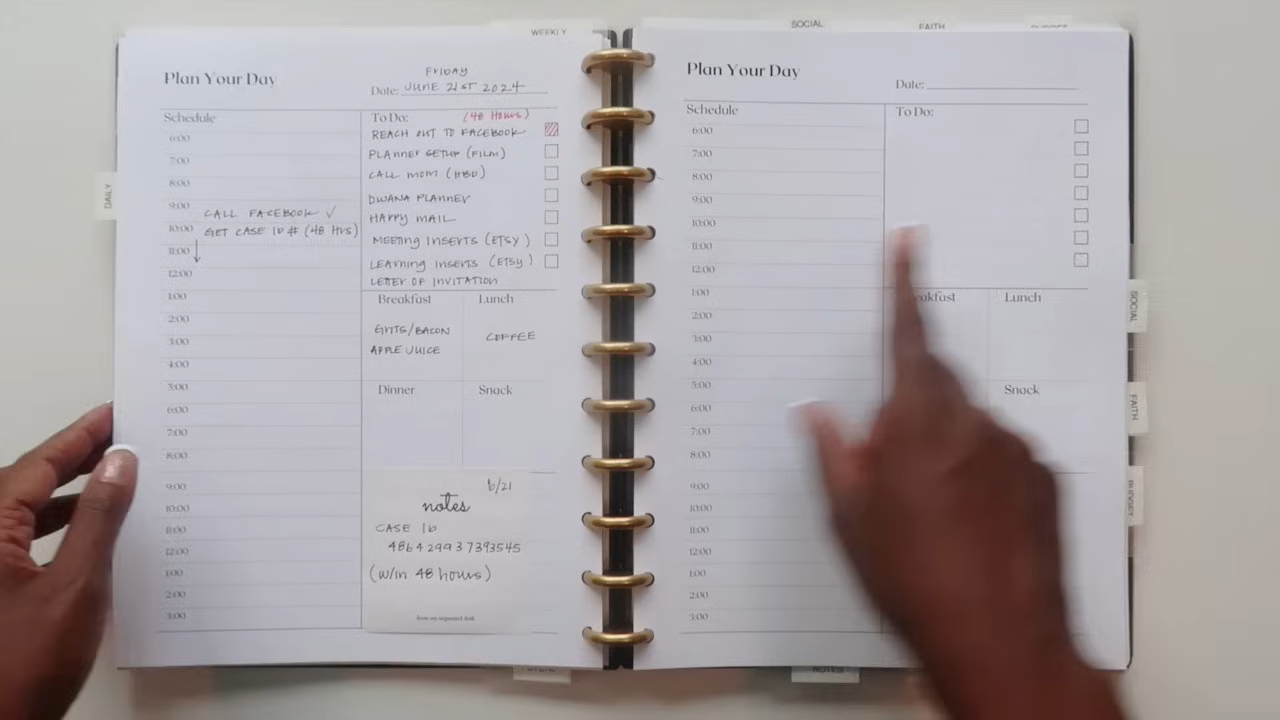 WEEKLY
Plan Your Day
FRIDAY
Date: JUNE 21ST 2024
Schedule
6:00
7:00
8:00
9:00
CALL FACEBOOK ✓
10:00 GET CASE ID # (48 HRS)
11:00
12:00
1:00
2:00
3:00
4:00
5:00
6:00
7:00
8:00
9:00
10:00
11:00
12:00
1:00
2:00
3:00
To Do: (48 HOURS)
REACH OUT TO FACEBOOK
PLANNER SETUP (FILM)
CALL MOM (HBD)
DWANA PLANNER
HAPPY MAIL
MEETING INSERTS (ETSY)
LEARNING INSERTS (ETSY)
LETTER OF INVITATION
Breakfast
GRITS/BACON
APPLE JUICE
Lunch
COFFEE
Dinner
Snack
6/21
notes
CASE ID
(w/in 48 hours)
DAILY
SOCIAL
FAITH
Plan Your Day
Date:
Schedule
6:00
7:00
8:00
9:00
10:00
11:00
12:00
1:00
2:00
3:00
4:00
5:00
6:00
7:00
8:00
9:00
10:00
11:00
12:00
1:00
2:00
3:00
To Do:
Lunch
Snack
SOCIAL
FAITH
BUDGET
NOTES